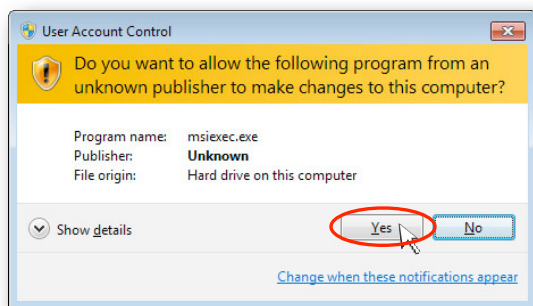 User Account Control
Do you want to allow the following program from an
unknown publisher to make changes to this computer?
Program name: msiexec.exe
Publisher: Unknown
File origin: Hard drive on this computer
Show details
Yes No
Change when these notifications appear